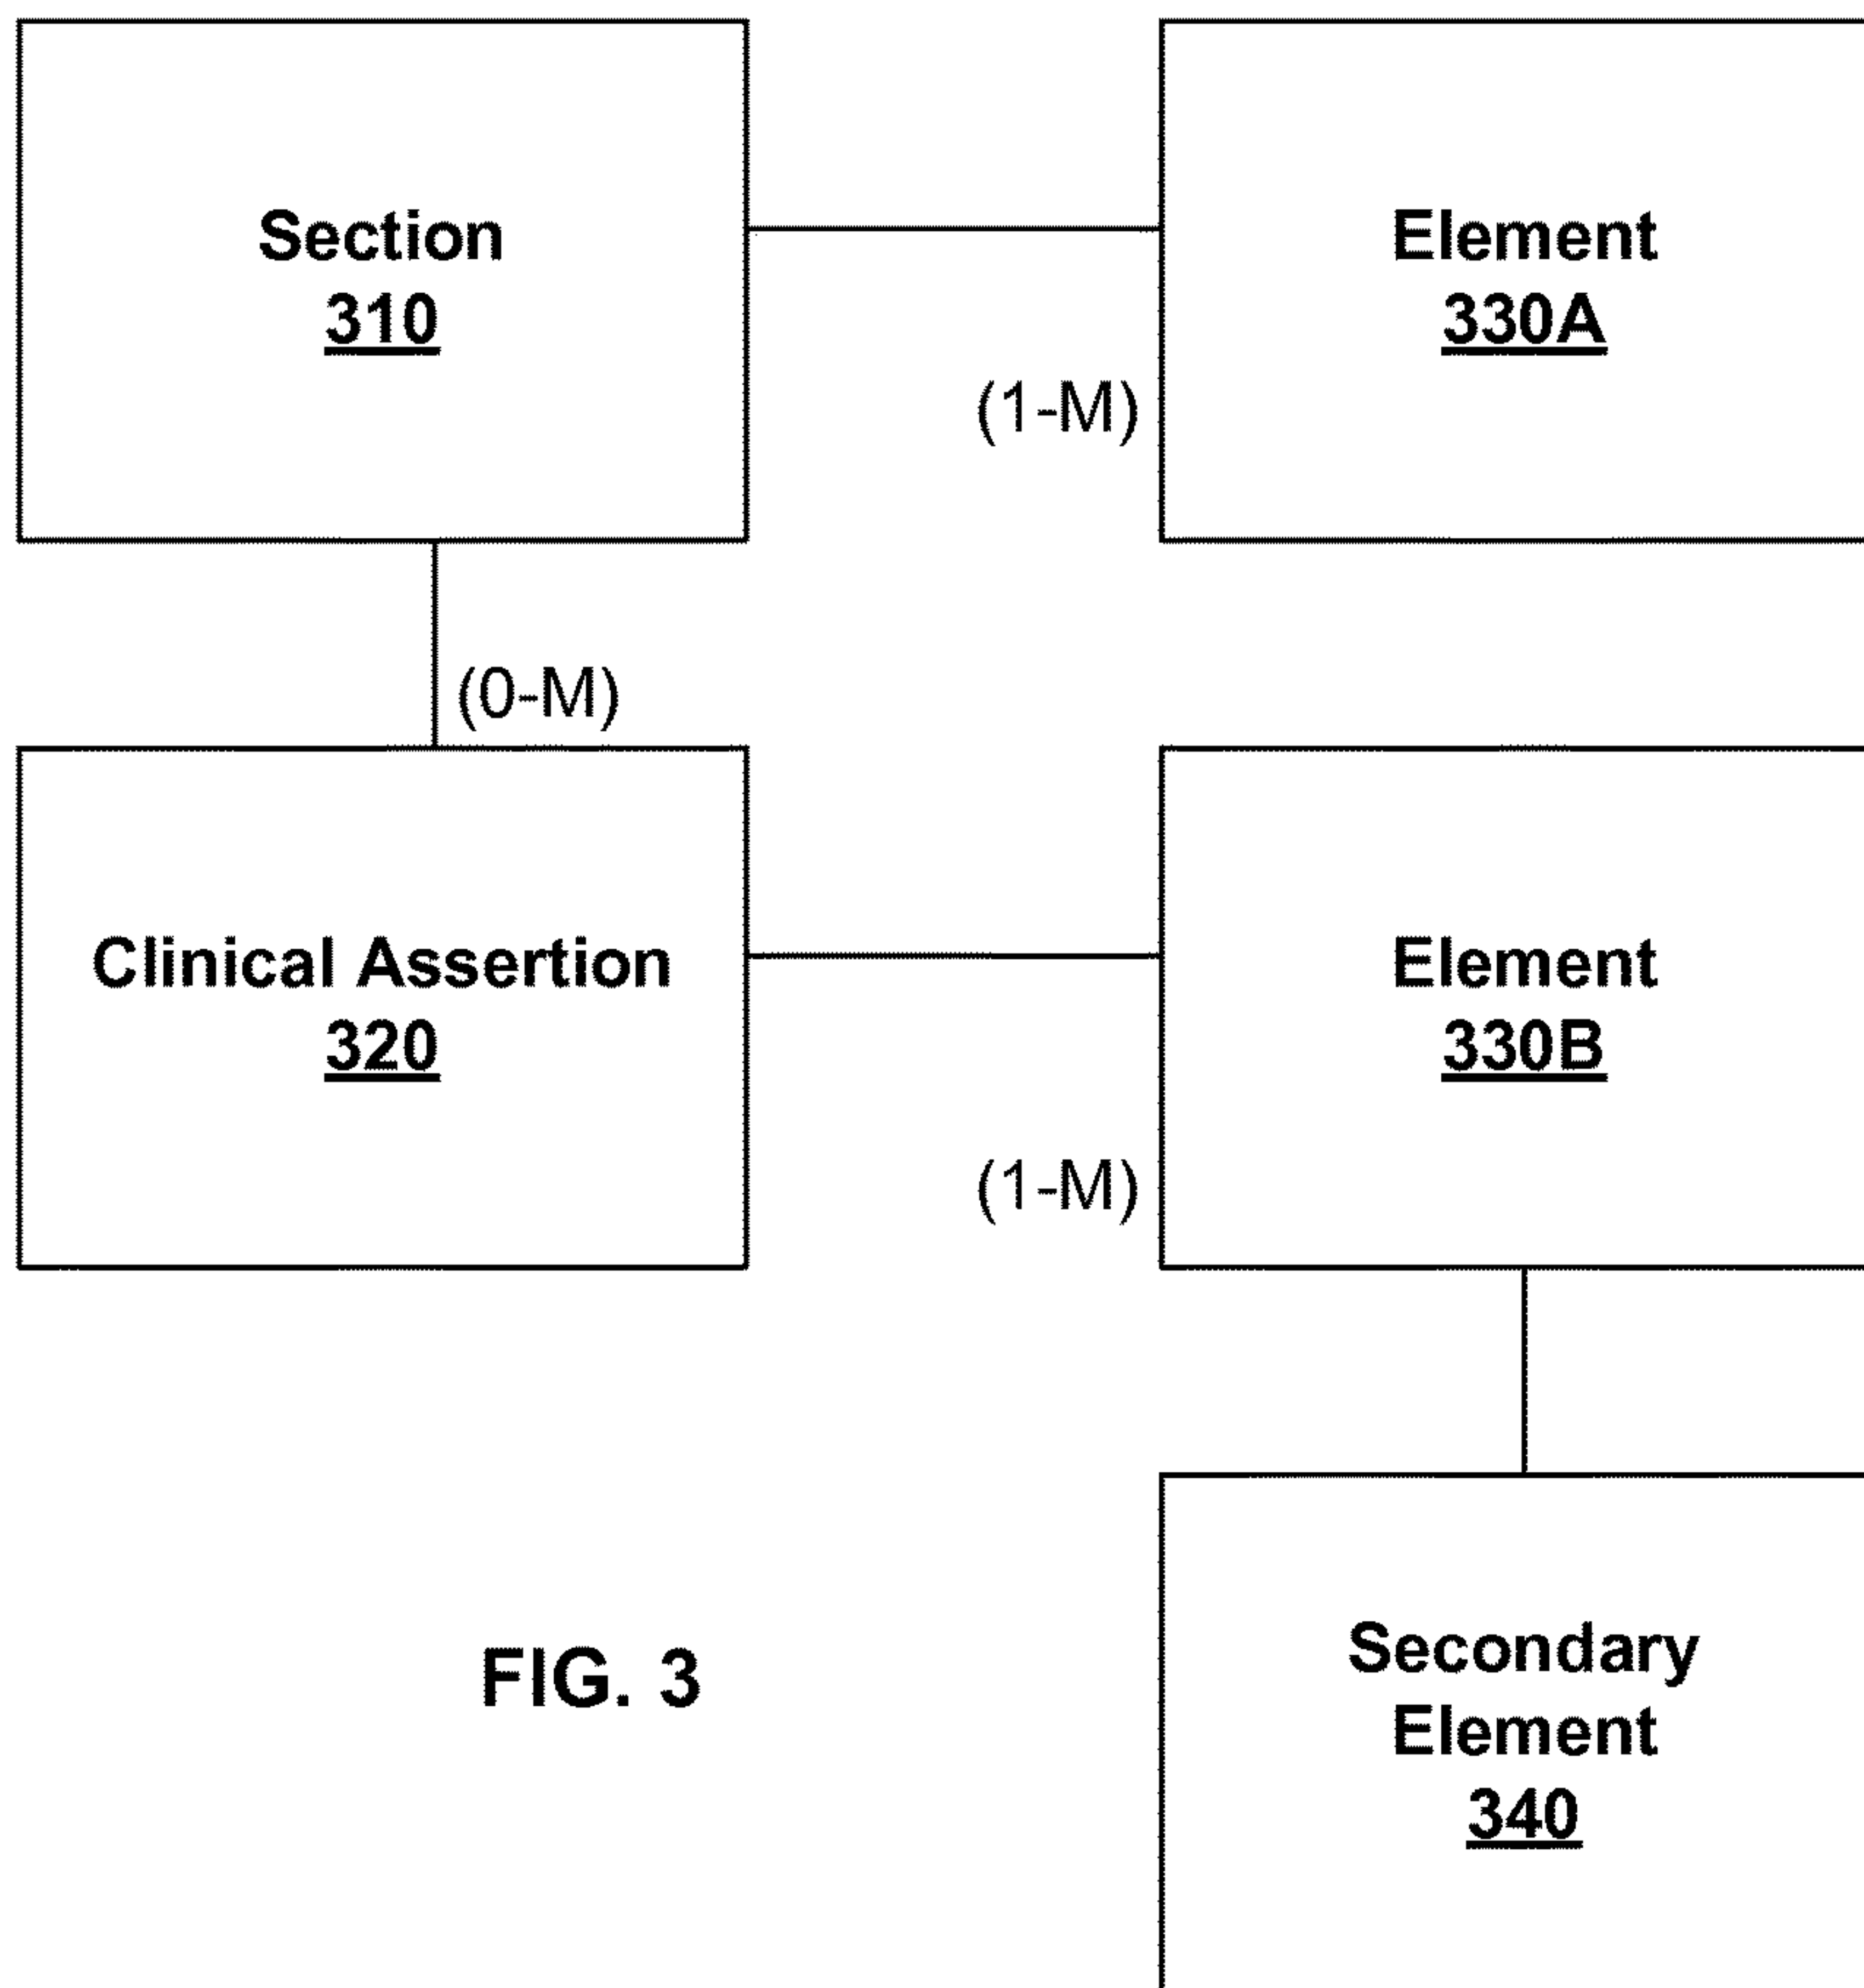 Section
310
Element
330A
(1-M)
(0-M)
Clinical Assertion
320
Element
330B
(1-M)
Secondary
Element
340
FIG. 3